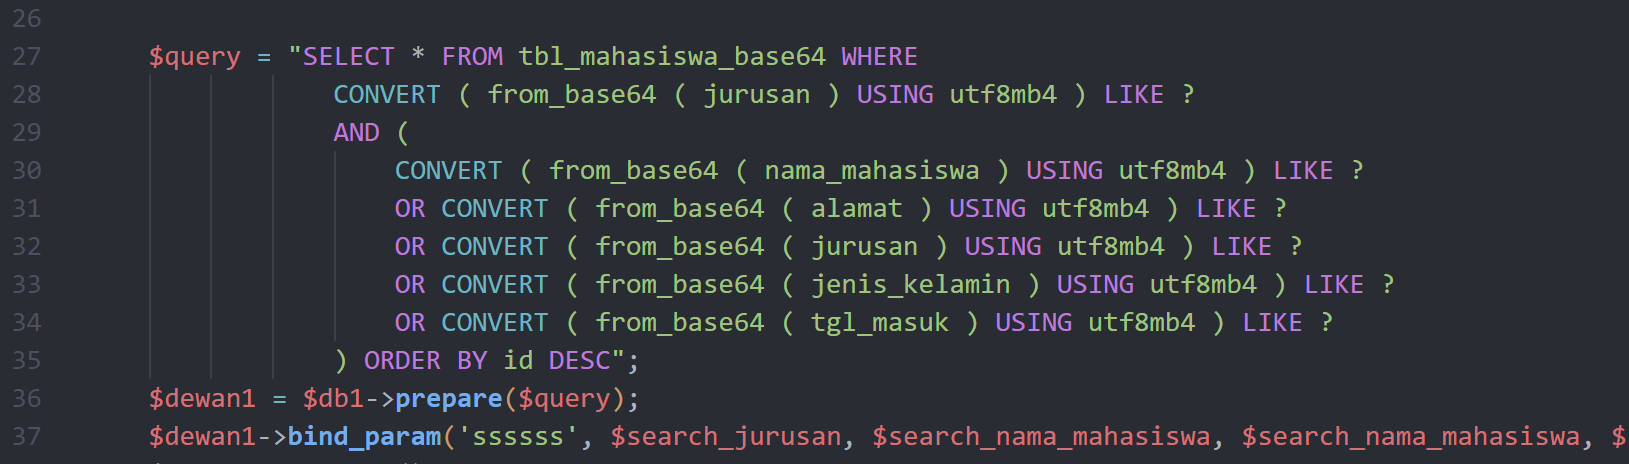 26
27 $query = "SELECT * FROM tbl_mahasiswa_base64 WHERE
28 CONVERT ( from_base64 ( jurusan ) USING utf8mb4 ) LIKE ?
29 AND (
30 CONVERT ( from_base64 ( nama_mahasiswa ) USING utf8mb4 ) LIKE ?
31 OR CONVERT ( from_base64 ( alamat ) USING utf8mb4 ) LIKE ?
32 OR CONVERT ( from_base64 ( jurusan ) USING utf8mb4 ) LIKE ?
33 OR CONVERT ( from_base64 ( jenis_kelamin ) USING utf8mb4 ) LIKE ?
34 OR CONVERT ( from_base64 ( tgl_masuk ) USING utf8mb4 ) LIKE ?
35 ) ORDER BY id DESC";
36 $dewan1 = $db1->prepare($query);
37 $dewan1->bind_param('ssssss', $search_jurusan, $search_nama_mahasiswa, $search_nama_mahasiswa, $